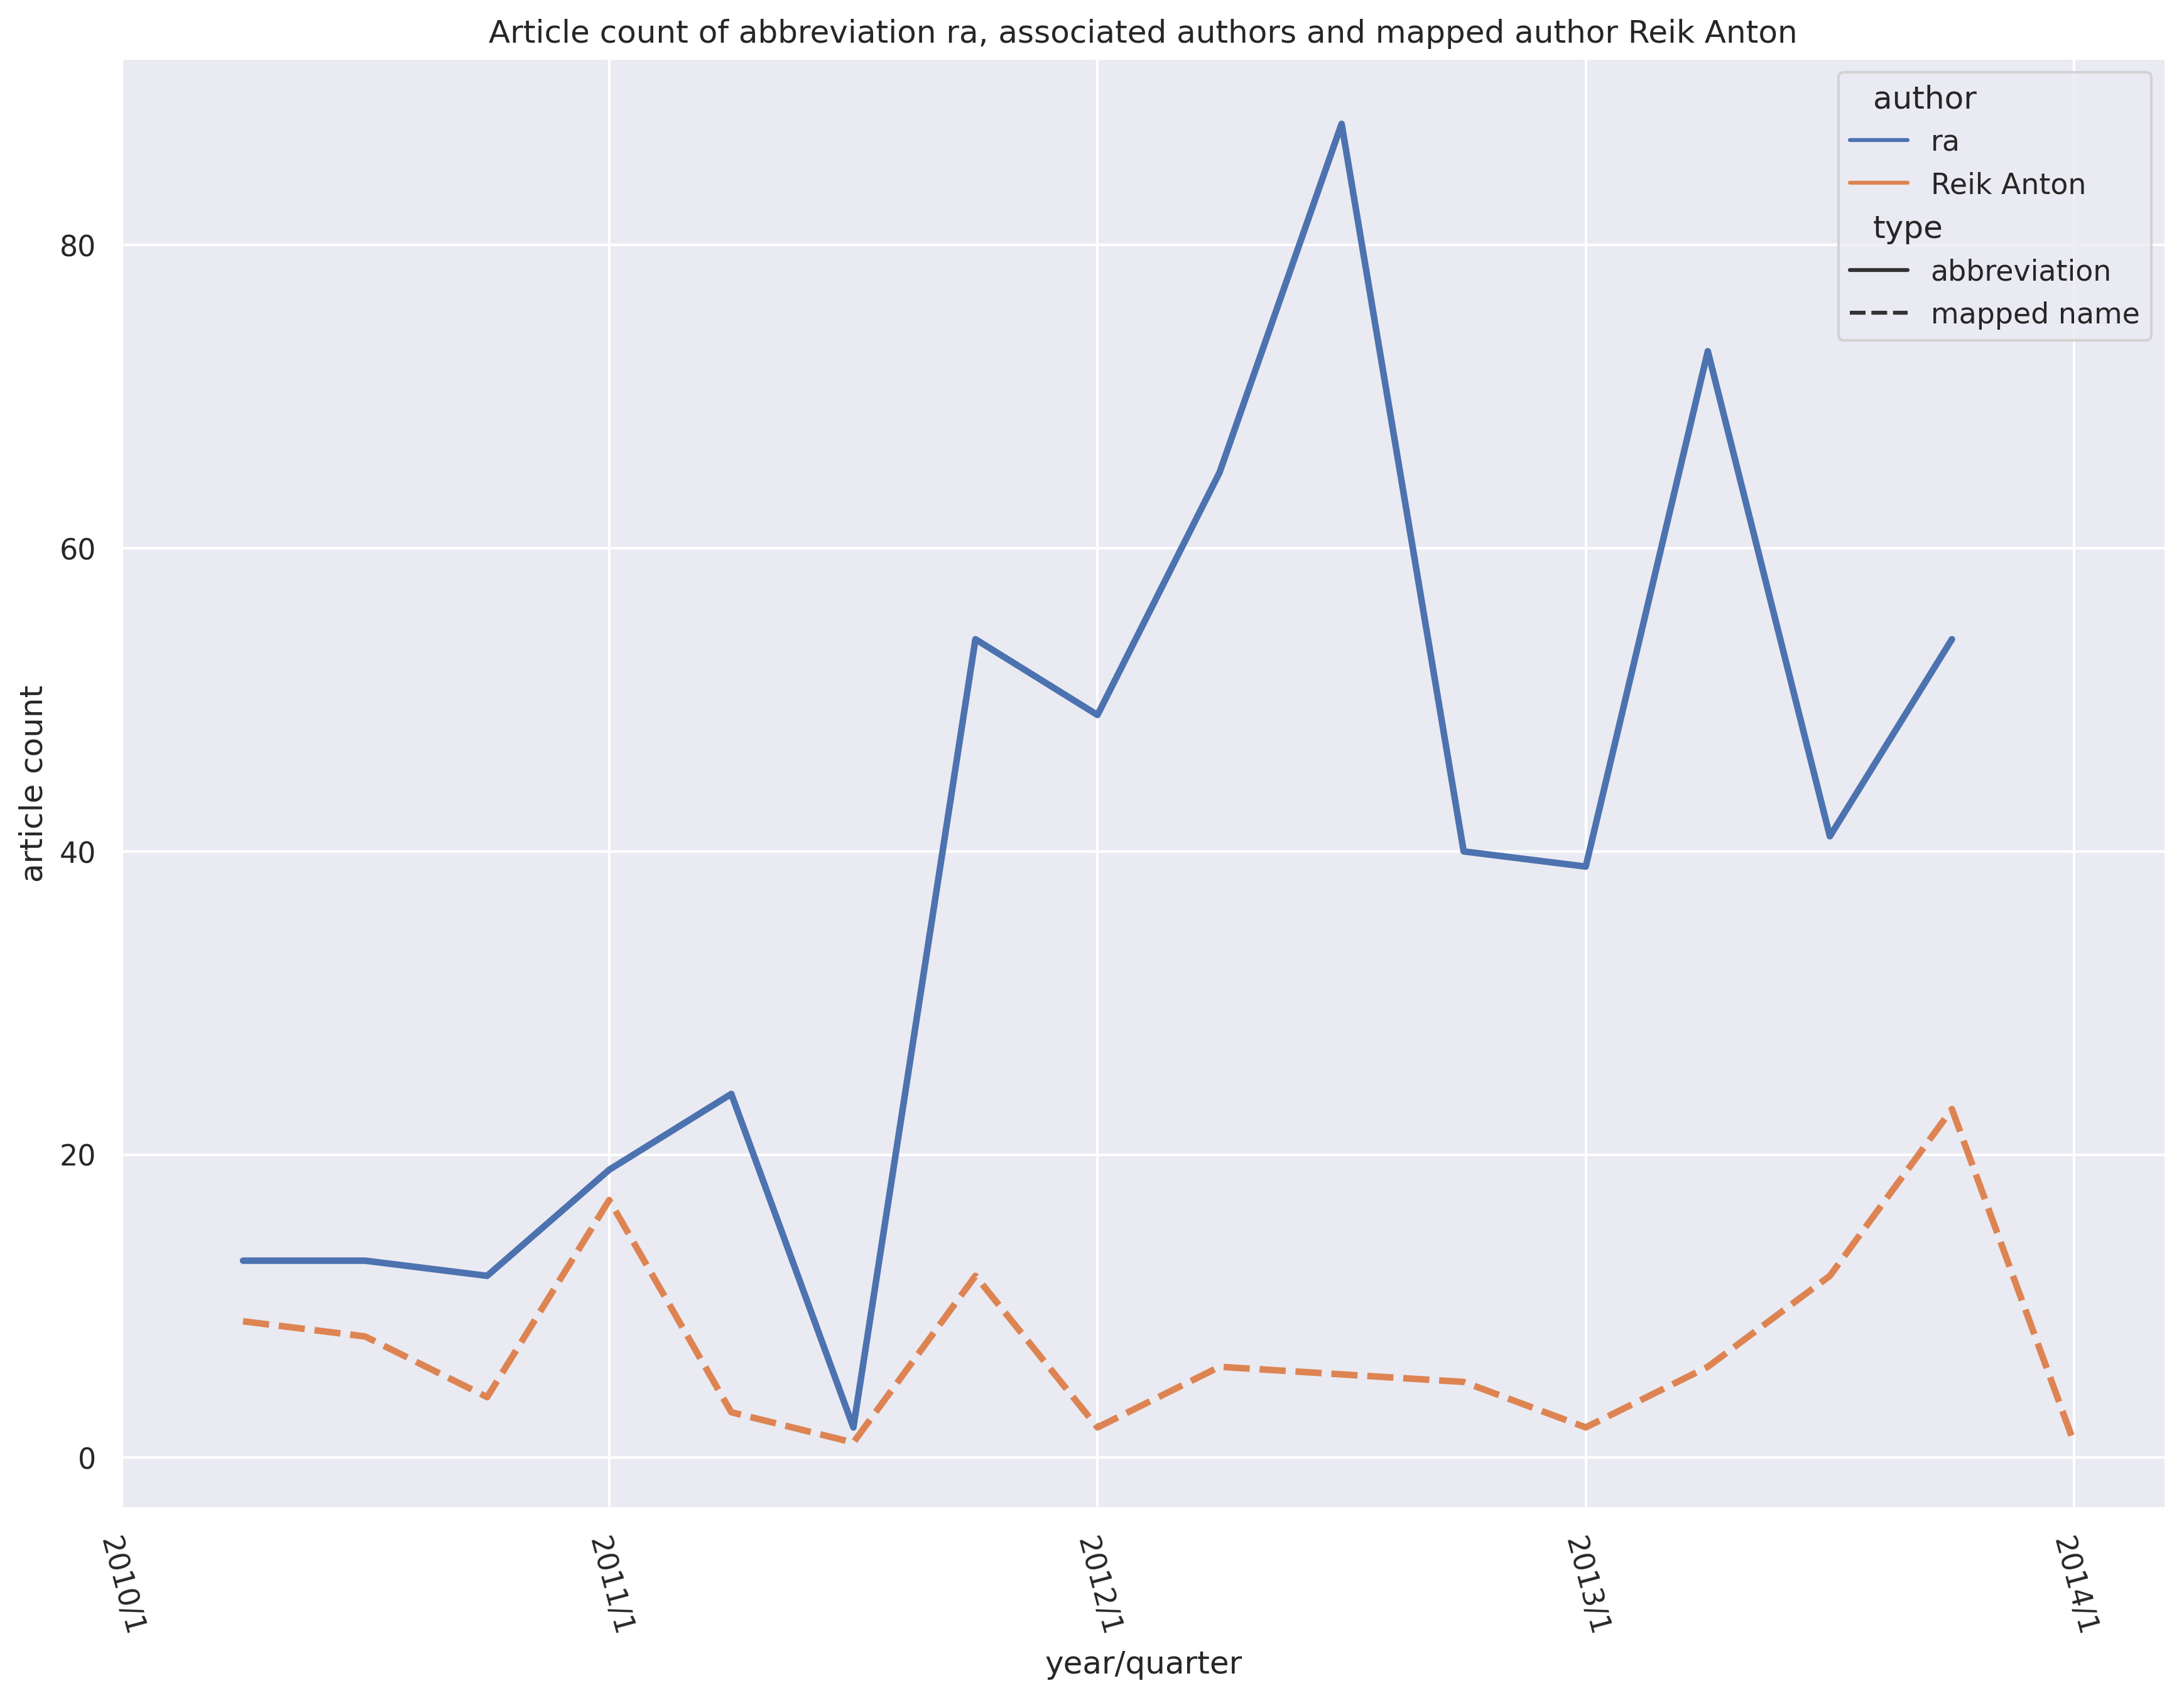 Article count of abbreviation ra, associated authors and mapped author Reik Anton
author
ra
Reik Anton
type
abbreviation
mapped name
article count
80
60
40
20
0
2010/1
2011/1
2012/1
2013/1
2014/1
year/quarter